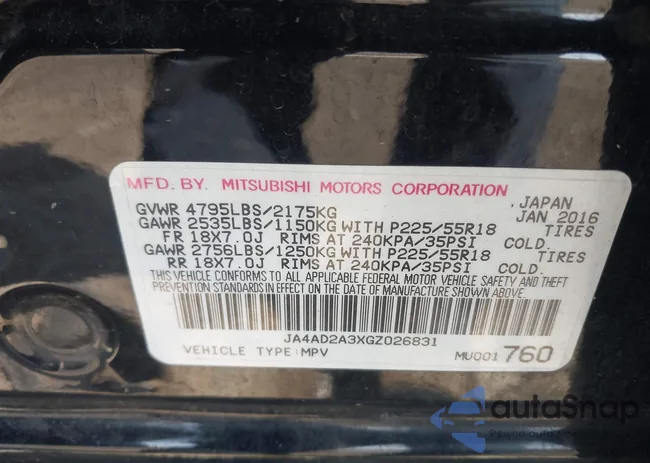 MFD. BY. MITSUBISHI MOTORS CORPORATION
JAPAN
GVWR 4795LBS/2175KG JAN 2016
GAWR 2535LBS/1150KG WITH P225/55R18 TIRES
FR 18X7.0J RIMS AT 240KPA/35PSI COLD.
GAWR 2756LBS/1250KG WITH P225/55R18 TIRES
RR 18X7.0J RIMS AT 240KPA/35PSI COLD.
THIS VEHICLE CONFORMS TO ALL APPLICABLE FEDERAL MOTOR VEHICLE SAFETY AND THEFT
PREVENTION STANDARDS IN EFFECT ON THE DATE OF MANUFACTURE SHOWN ABOVE.
JA4AD2A3XGZ026831
VEHICLE TYPE:MPV MU001 760
autoSnap
Power auto Corporation